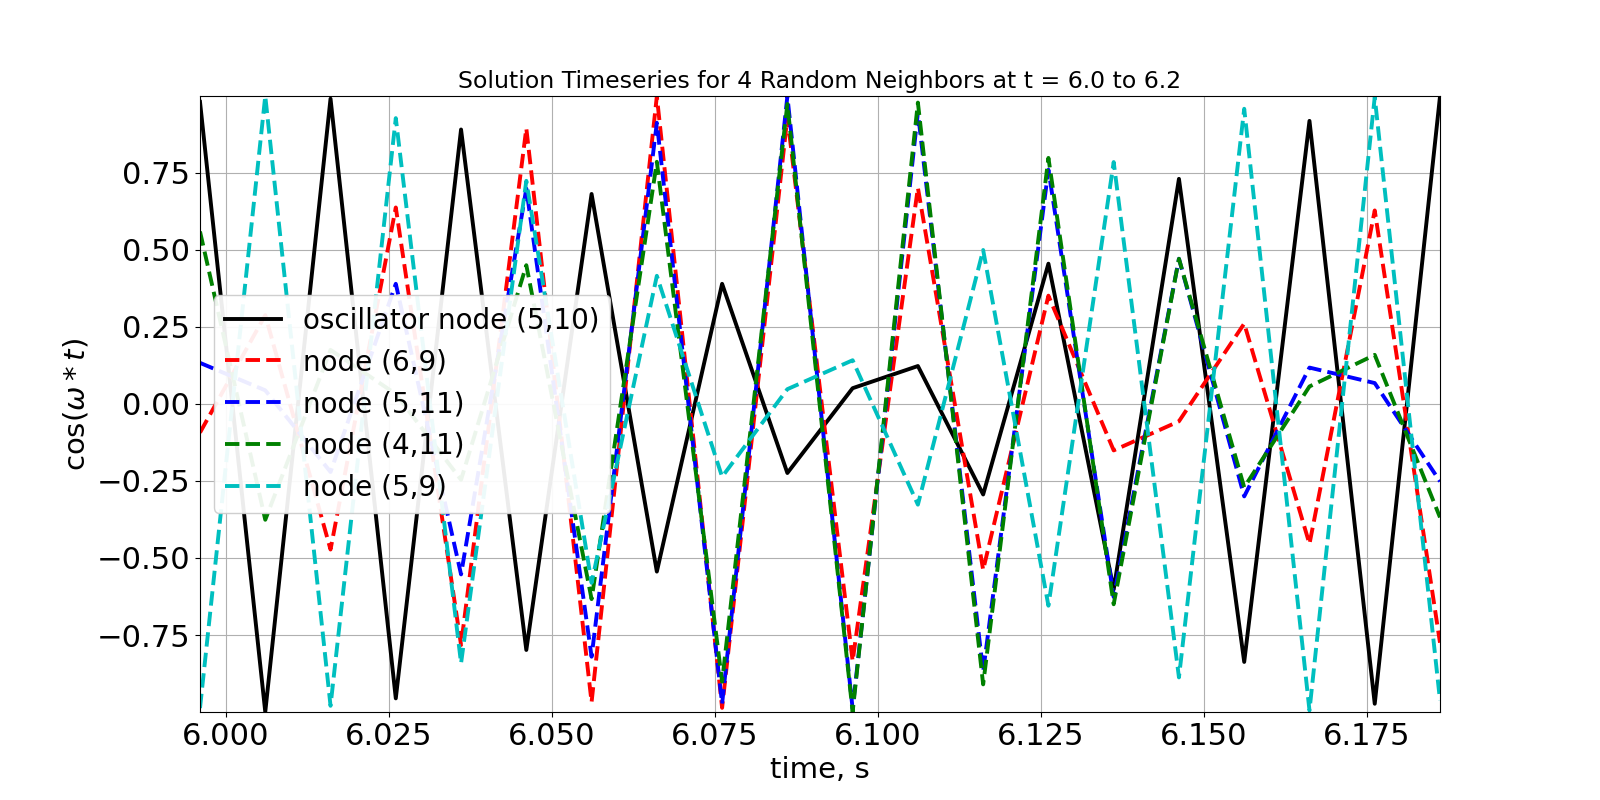 Solution Timeseries for 4 Random Neighbors at t = 6.0 to 6.2
cos(ω * t)
0.75
0.50
0.25
0.00
−0.25
−0.50
−0.75
oscillator node (5,10)
node (6,9)
node (5,11)
node (4,11)
node (5,9)
6.000 6.025 6.050 6.075 6.100 6.125 6.150 6.175
time, s